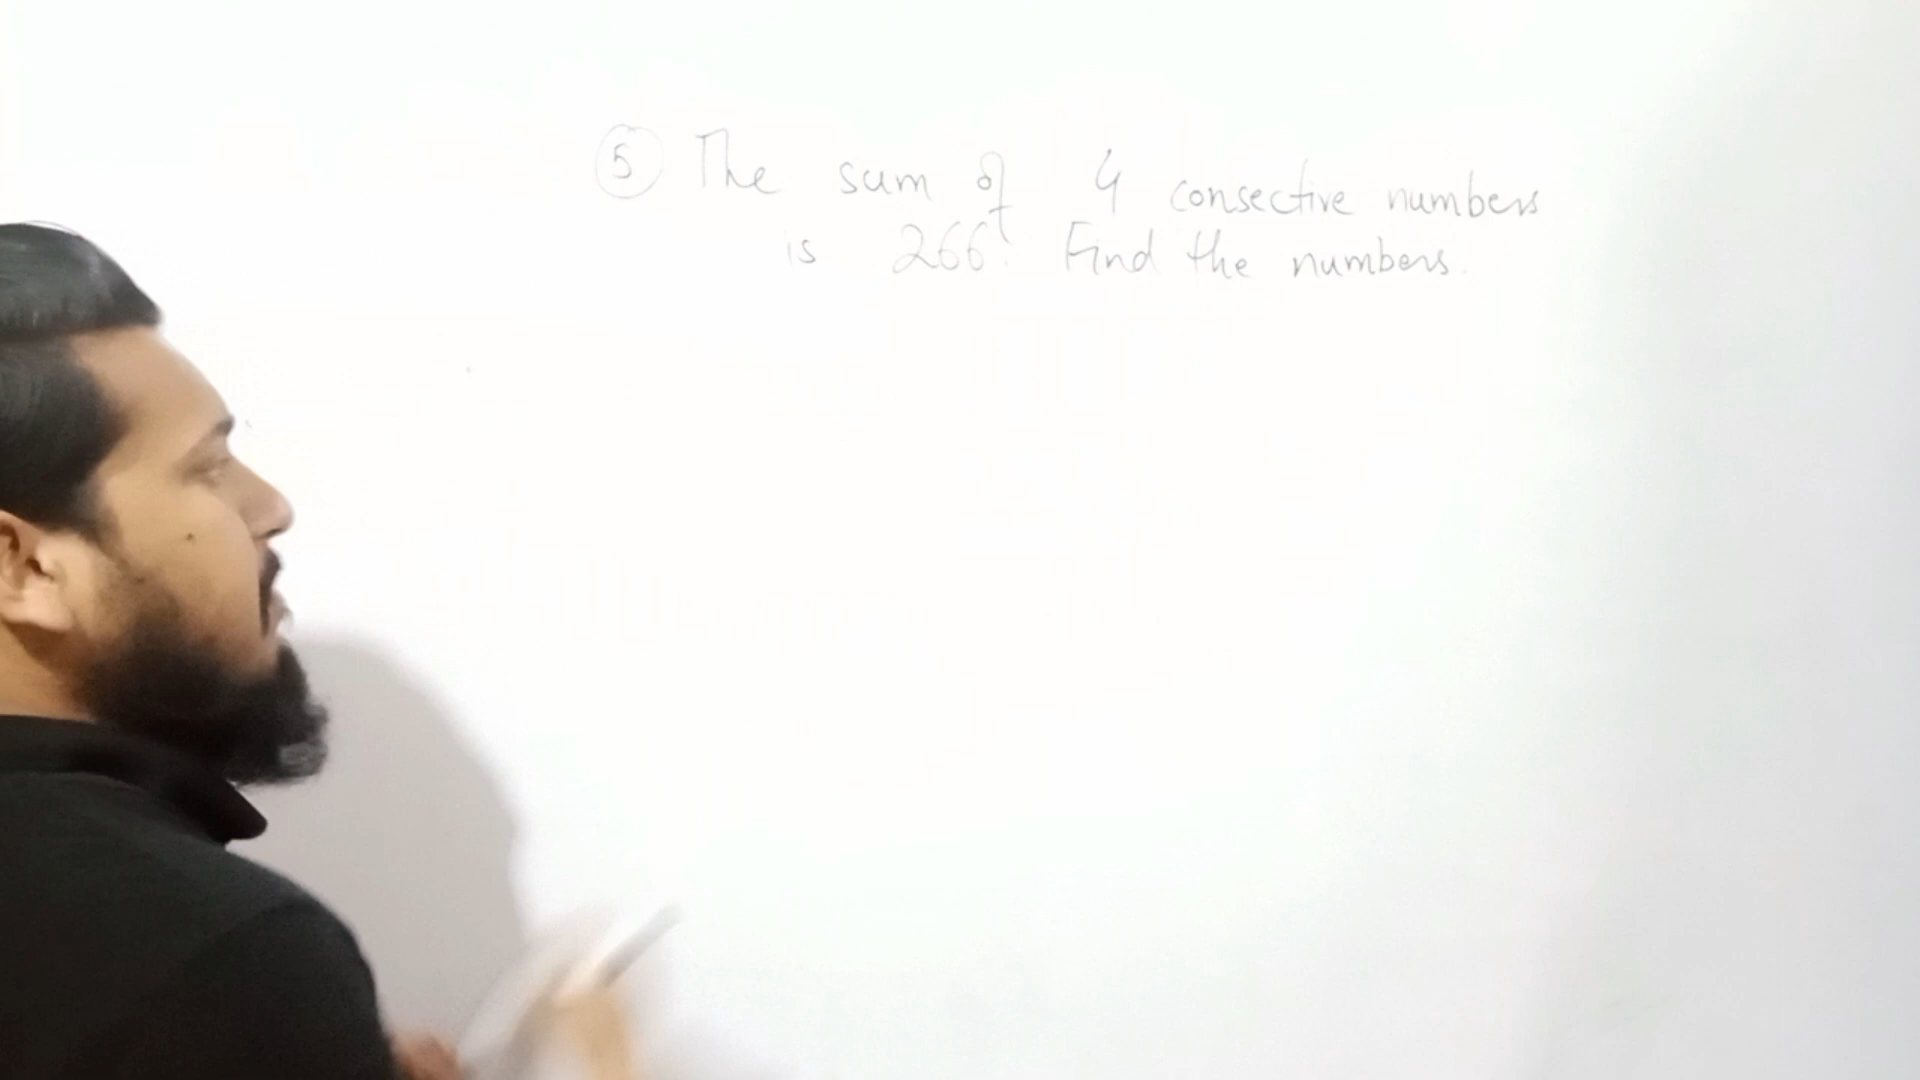 ⑤ The sum of 4 consective numbers
is 266. Find the numbers.